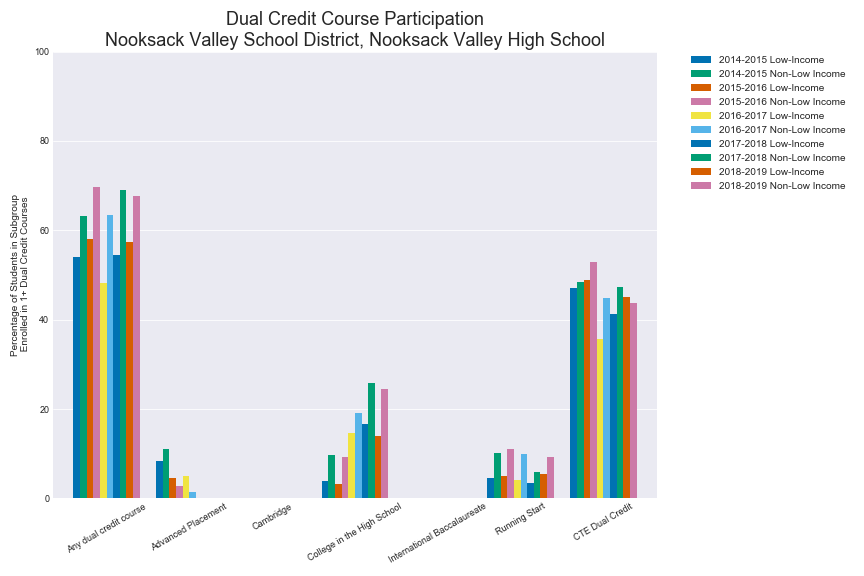 Dual Credit Course Participation
Nooksack Valley School District, Nooksack Valley High School
100
80
60
40
20
0
Percentage of Students in Subgroup
Enrolled in 1+ Dual Credit Courses
Any dual credit course
Advanced Placement
Cambridge
College in the High School
International Baccalaureate
Running Start
CTE Dual Credit
2014-2015 Low-Income
2014-2015 Non-Low Income
2015-2016 Low-Income
2015-2016 Non-Low Income
2016-2017 Low-Income
2016-2017 Non-Low Income
2017-2018 Low-Income
2017-2018 Non-Low Income
2018-2019 Low-Income
2018-2019 Non-Low Income